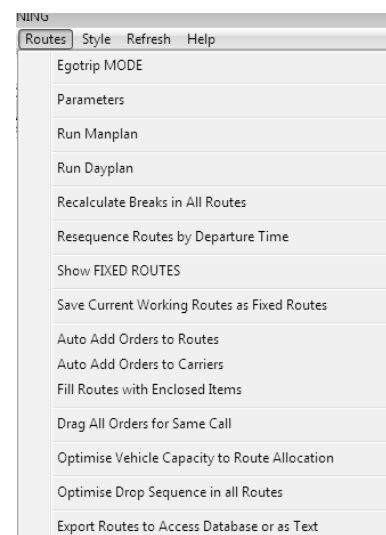 NING
Routes Style Refresh Help
Egotrip MODE
Parameters
Run Manplan
Run Dayplan
Recalculate Breaks in All Routes
Resequence Routes by Departure Time
Show FIXED ROUTES
Save Current Working Routes as Fixed Routes
Auto Add Orders to Routes
Auto Add Orders to Carriers
Fill Routes with Enclosed Items
Drag All Orders for Same Call
Optimise Vehicle Capacity to Route Allocation
Optimise Drop Sequence in all Routes
Export Routes to Access Database or as Text